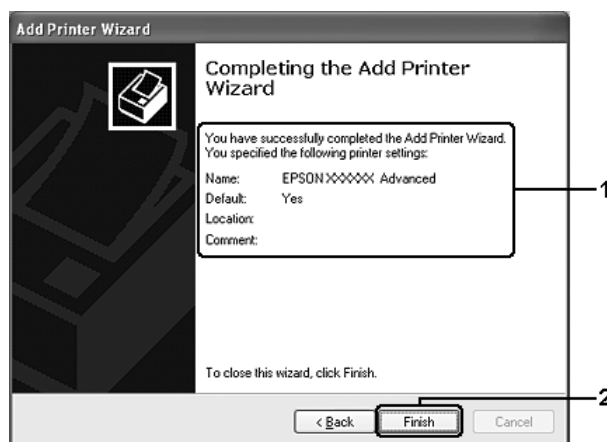 Add Printer Wizard
Completing the Add Printer
Wizard
You have successfully completed the Add Printer Wizard.
You specified the following printer settings:
Name: EPSON XXXXXX Advanced
Default: Yes
Location:
Comment:
1
To close this wizard, click Finish.
2
< Back Finish Cancel